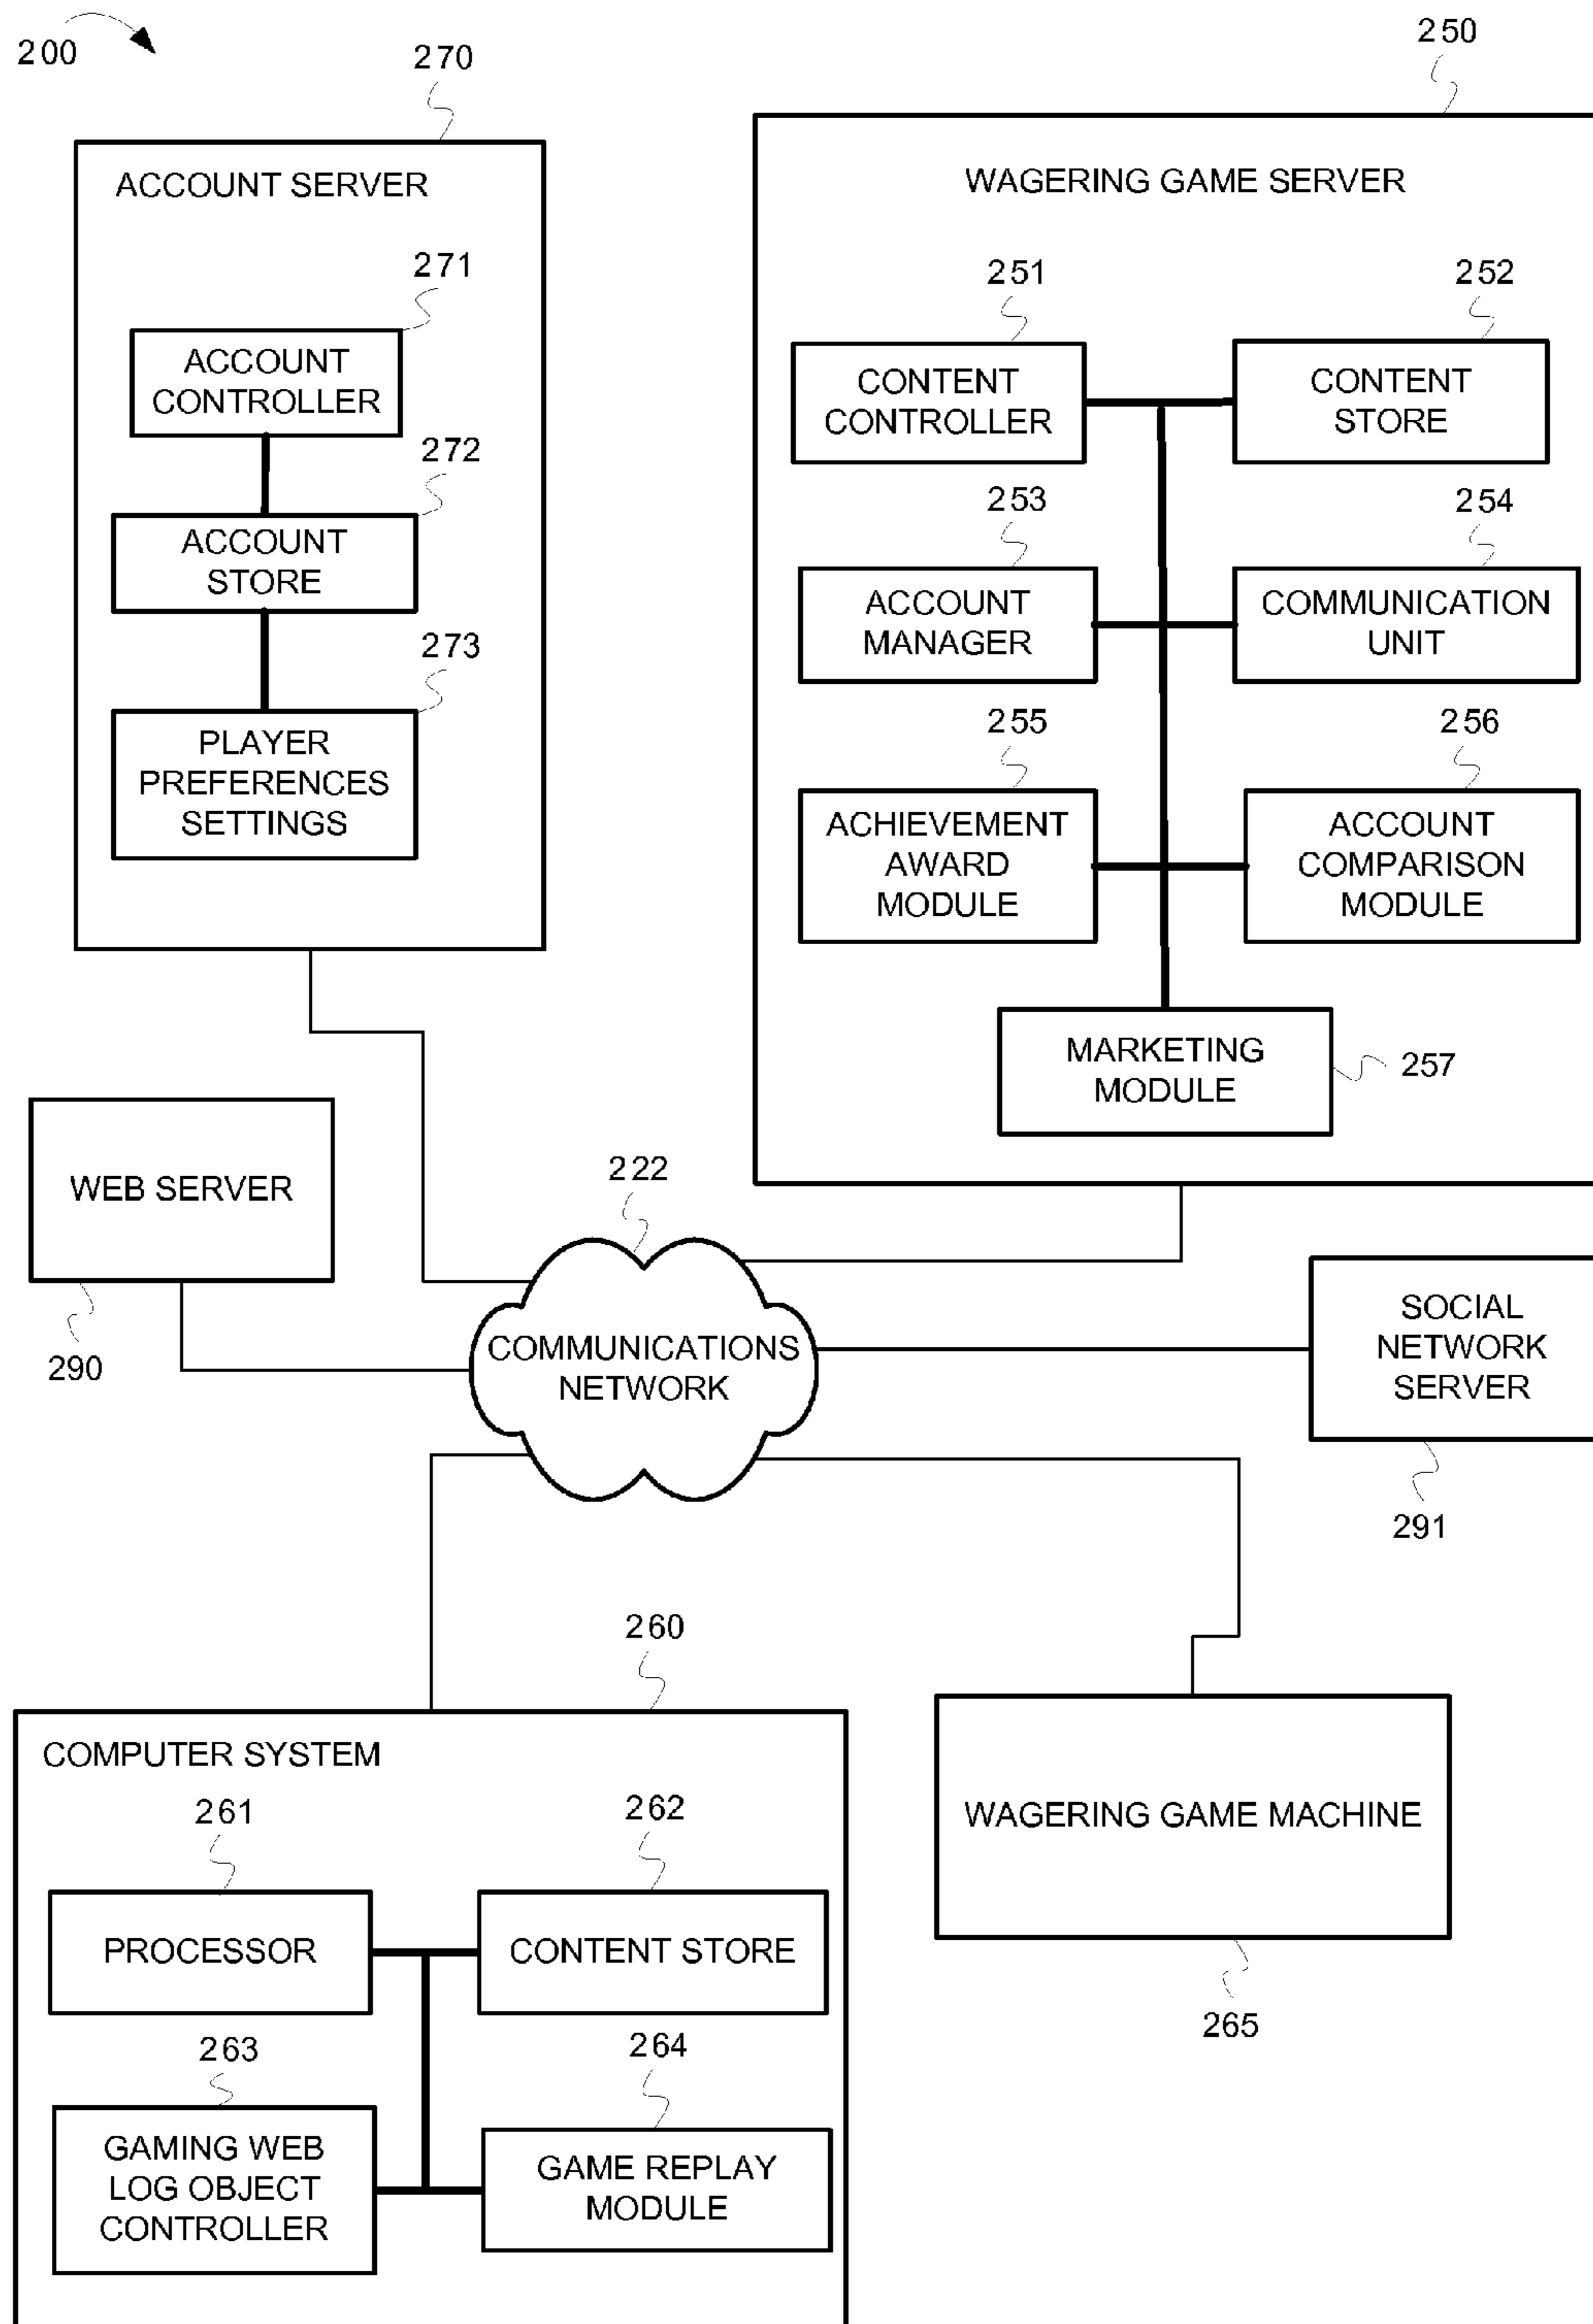 200
270
250
ACCOUNT SERVER
271
ACCOUNT
CONTROLLER
272
ACCOUNT
STORE
273
PLAYER
PREFERENCES
SETTINGS
WAGERING GAME SERVER
251
252
CONTENT
CONTROLLER
CONTENT
STORE
253
254
ACCOUNT
MANAGER
COMMUNICATION
UNIT
255
256
ACHIEVEMENT
AWARD
MODULE
ACCOUNT
COMPARISON
MODULE
MARKETING
MODULE
257
WEB SERVER
290
222
COMMUNICATIONS
NETWORK
SOCIAL
NETWORK
SERVER
291
260
COMPUTER SYSTEM
261
262
PROCESSOR
CONTENT STORE
263
264
GAMING WEB
LOG OBJECT
CONTROLLER
GAME REPLAY
MODULE
WAGERING GAME MACHINE
265